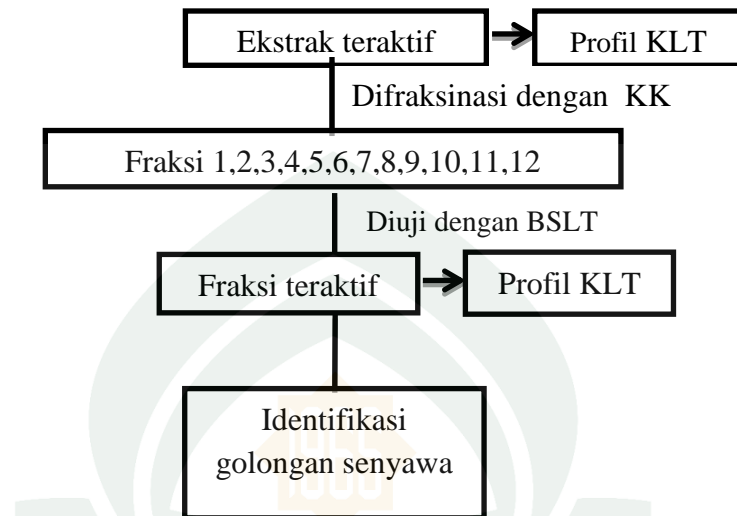 Ekstrak teraktif
Profil KLT
Difraksinasi dengan KK
Fraksi 1,2,3,4,5,6,7,8,9,10,11,12
Diuji dengan BSLT
Fraksi teraktif
Profil KLT
Identifikasi
golongan senyawa
1965